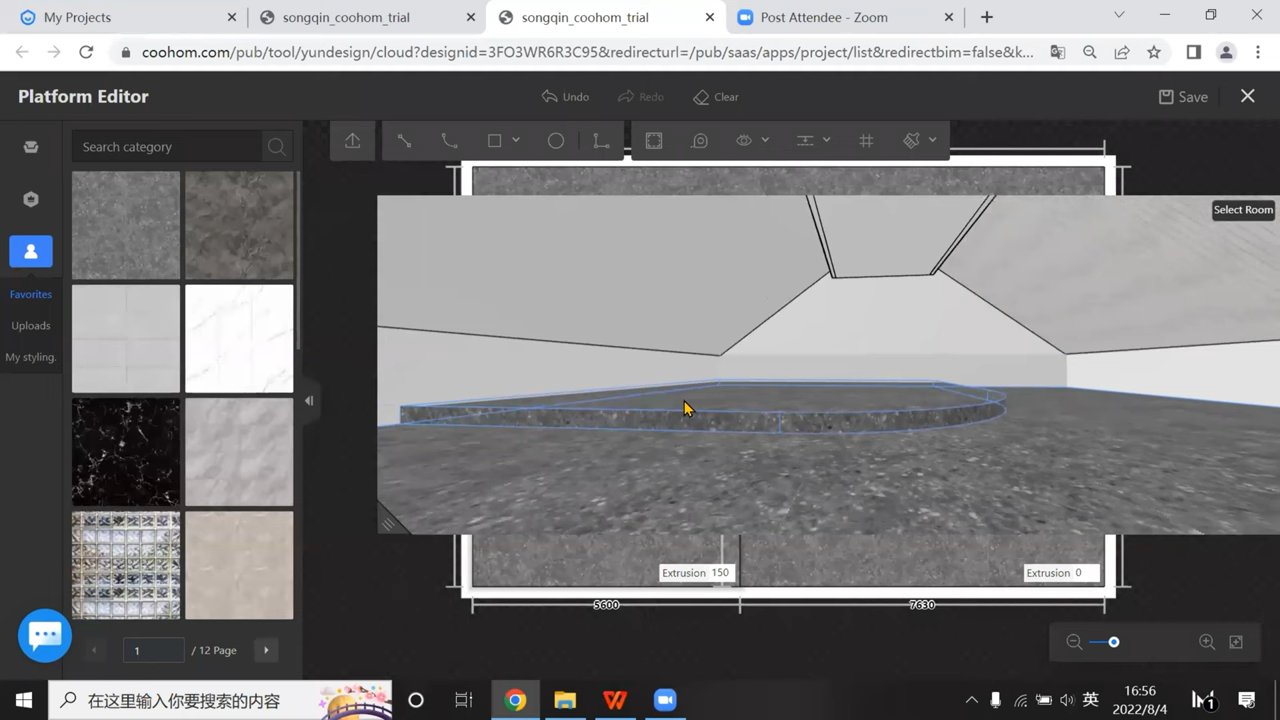 My Projects
songqin_coohom_trial
songqin_coohom_trial
Post Attendee - Zoom
coohom.com/pub/tool/yundesign/cloud?designid=3FO3WR6R3C95&redirecturl=/pub/saas/apps/project/list&redirectbim=false&k...
Platform Editor
Undo
Redo
Clear
Save
Search category
Select Room
Favorites
Uploads
My styling.
Extrusion 150
Extrusion 0
5600
7630
1
/ 12 Page
在这里输入你要搜索的内容
英
16:56
2022/8/4
1